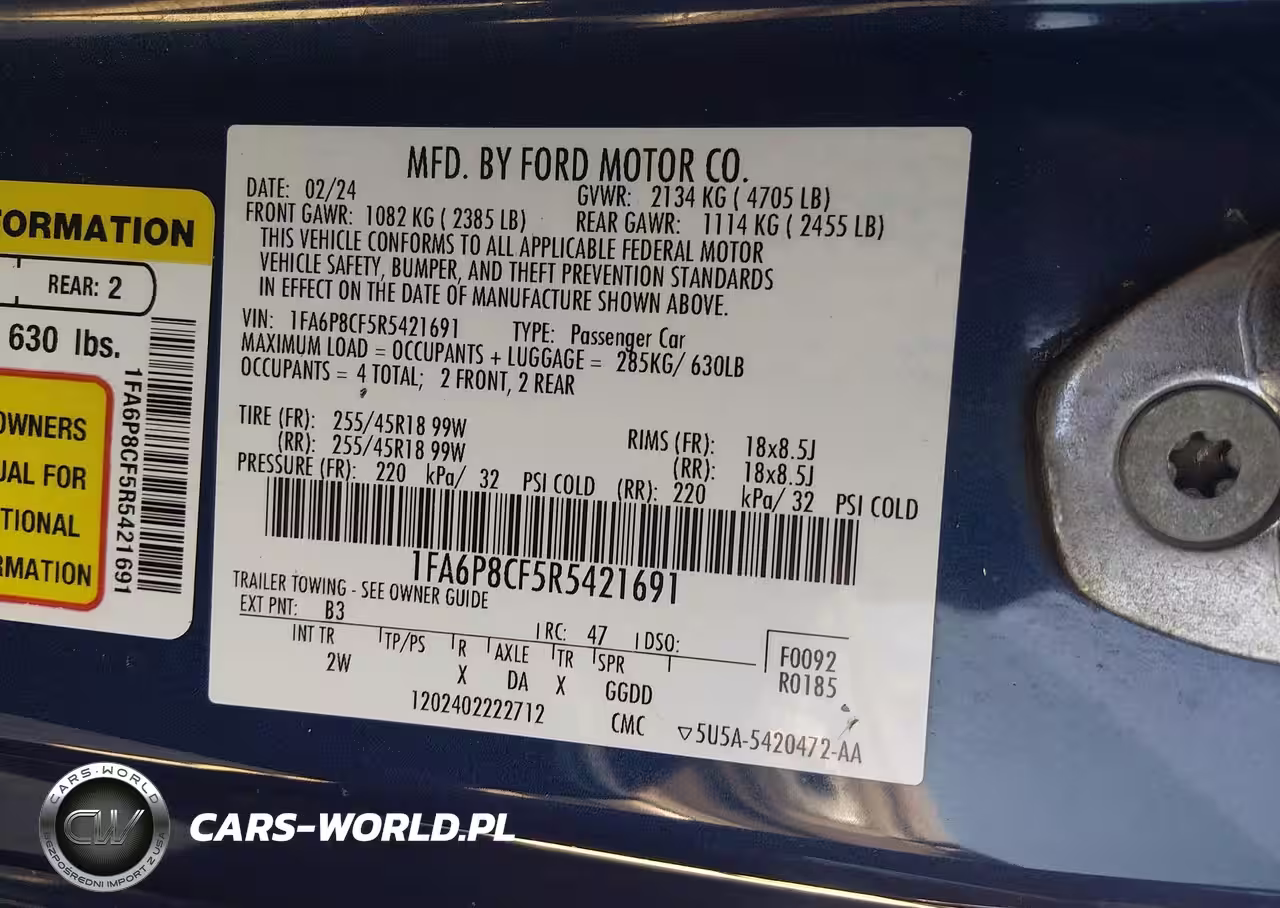 MFD. BY FORD MOTOR CO.
DATE: 02/24 GVWR: 2134 KG ( 4705 LB)
FRONT GAWR: 1082 KG ( 2385 LB) REAR GAWR: 1114 KG ( 2455 LB)
THIS VEHICLE CONFORMS TO ALL APPLICABLE FEDERAL MOTOR
VEHICLE SAFETY, BUMPER, AND THEFT PREVENTION STANDARDS
IN EFFECT ON THE DATE OF MANUFACTURE SHOWN ABOVE.
VIN: 1FA6P8CF5R5421691 TYPE: Passenger Car
MAXIMUM LOAD = OCCUPANTS + LUGGAGE = 285KG/ 630LB
OCCUPANTS = 4 TOTAL; 2 FRONT, 2 REAR
TIRE (FR): 255/45R18 99W RIMS (FR): 18x8.5J
(RR): 255/45R18 99W (RR): 18x8.5J
PRESSURE (FR): 220 kPa/ 32 PSI COLD (RR): 220 kPa/ 32 PSI COLD
1FA6P8CF5R5421691
TRAILER TOWING - SEE OWNER GUIDE
EXT PNT: B3 RC: 47 DSO:
INT TR TP/PS R AXLE TR SPR
2W X DA X GGDD
F0092
R0185
1202402222712 CMC ▽5U5A-5420472-AA
ORMATION
REAR: 2
630 lbs.
1FA6P8CF5R5421691
OWNERS
UAL FOR
TIONAL
RMATION
CARS-WORLD
CW
BEZPOŚREDNI IMPORT Z USA
CARS-WORLD.PL